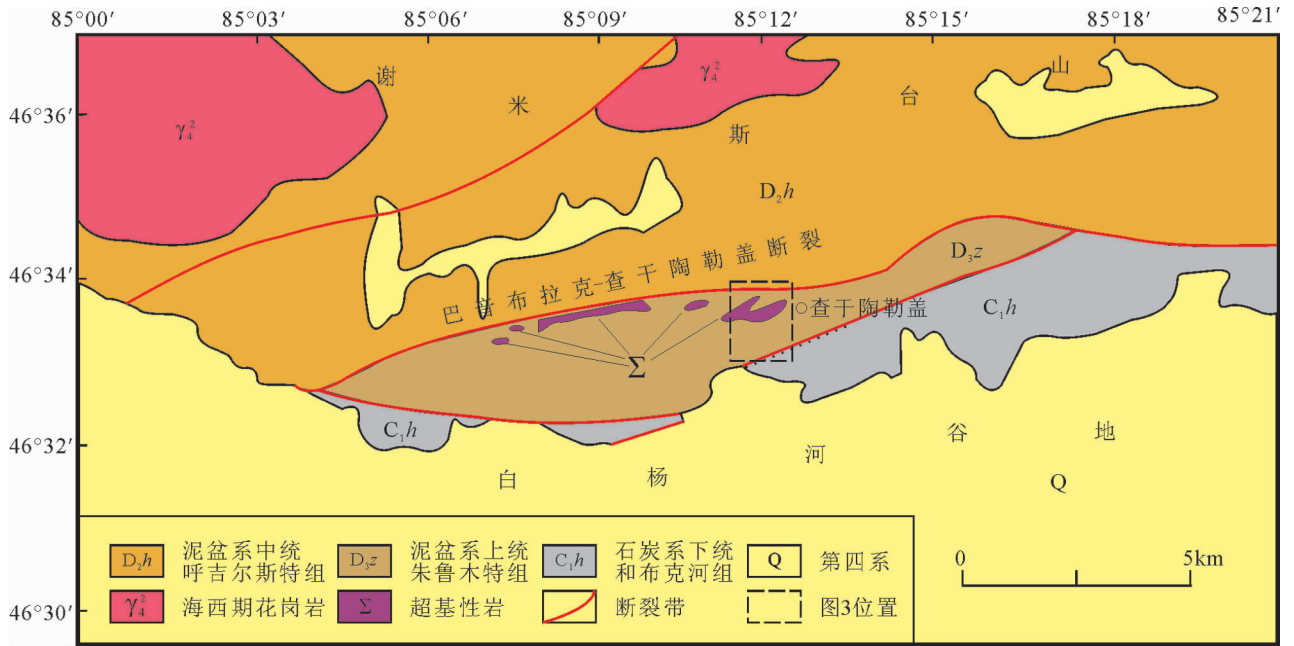 85°00′ 85°03′ 85°06′ 85°09′ 85°12′ 85°15′ 85°18′ 85°21′
46°36′
46°34′
46°32′
46°30′
谢米斯台山
γ₄²
γ₄²
D₂h
巴音布拉克-查干陶勒盖断裂
D₃z
查干陶勒盖
C₁h
Σ
C₁h
白杨河谷地
Q
D₂h 泥盆系中统
呼吉尔斯特组
D₃z 泥盆系上统
朱鲁木特组
C₁h 石炭系下统
和布克河组
Q 第四系
γ₄² 海西期花岗岩
Σ 超基性岩
断裂带
图3位置
0 5km